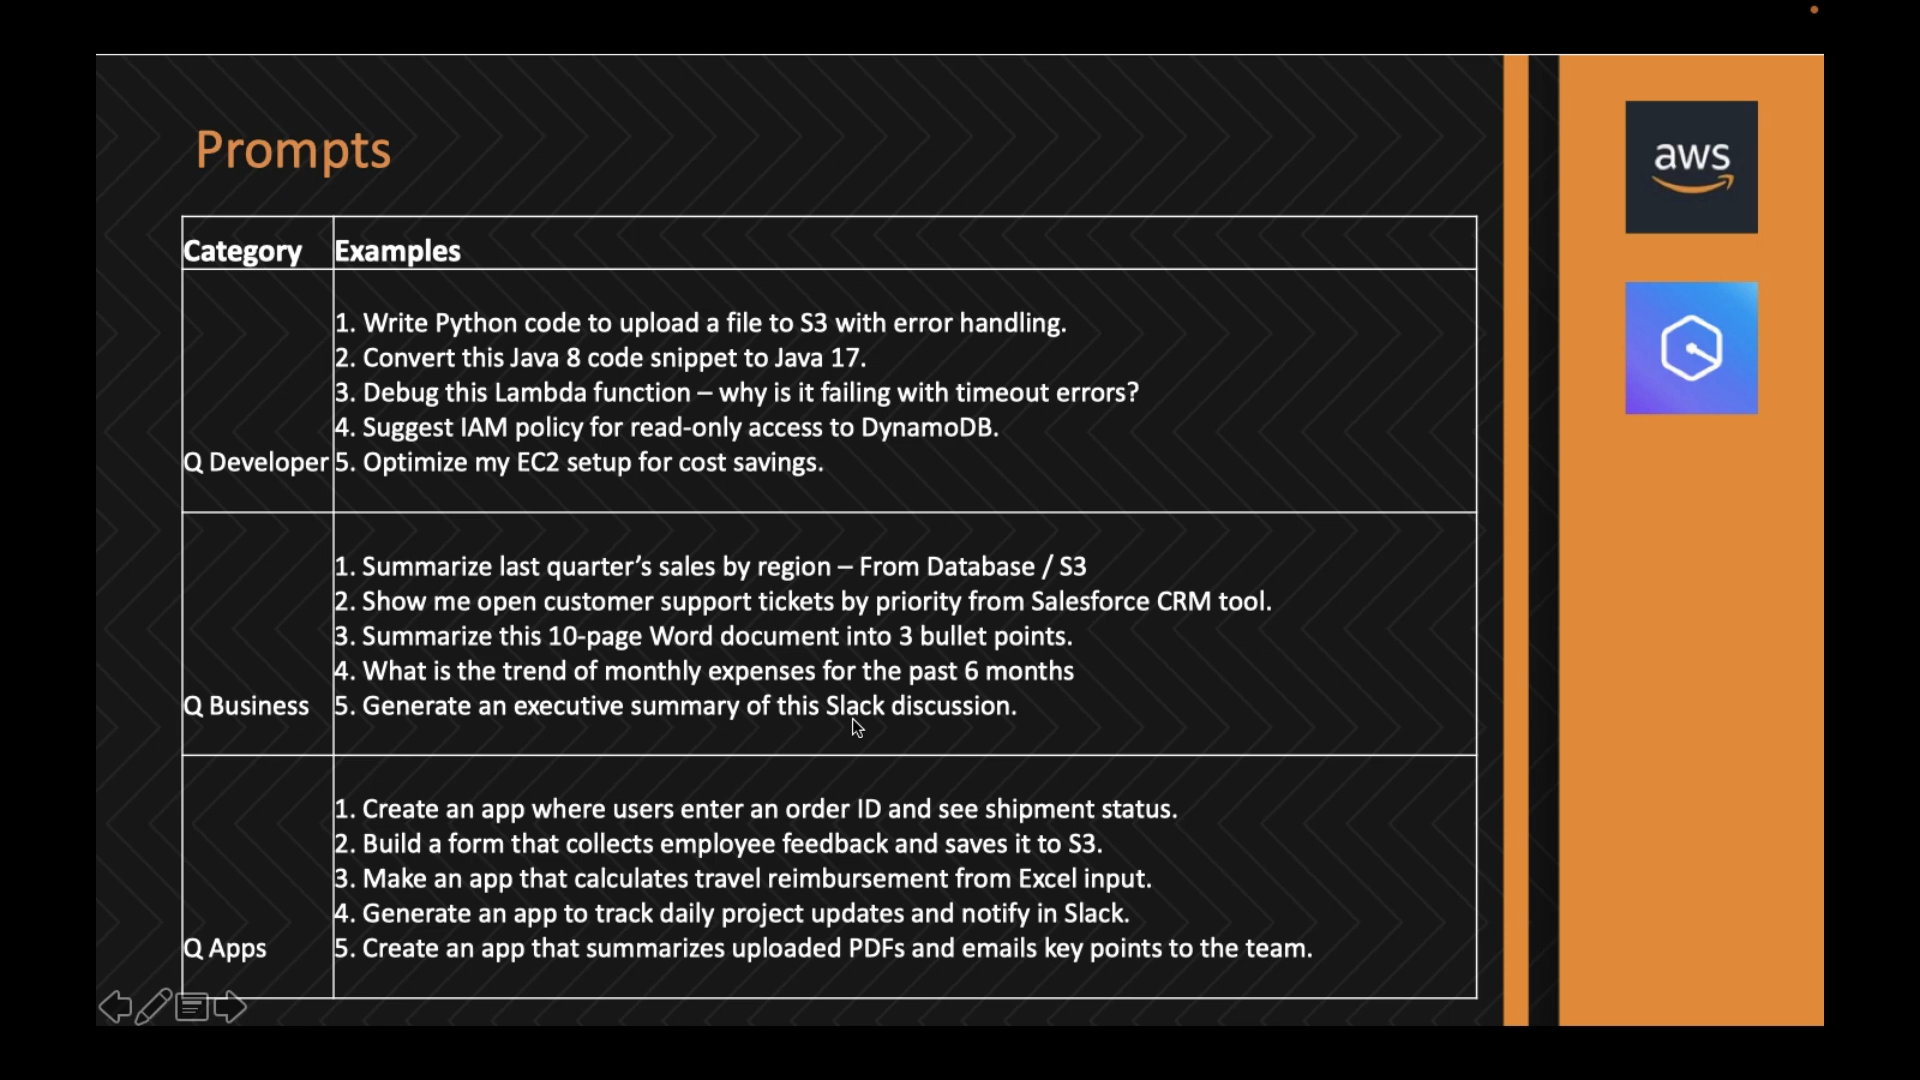 Prompts
aws
Category Examples
1. Write Python code to upload a file to S3 with error handling.
2. Convert this Java 8 code snippet to Java 17.
3. Debug this Lambda function – why is it failing with timeout errors?
4. Suggest IAM policy for read-only access to DynamoDB.
Q Developer 5. Optimize my EC2 setup for cost savings.
1. Summarize last quarter’s sales by region – From Database / S3
2. Show me open customer support tickets by priority from Salesforce CRM tool.
3. Summarize this 10-page Word document into 3 bullet points.
4. What is the trend of monthly expenses for the past 6 months
Q Business 5. Generate an executive summary of this Slack discussion.
1. Create an app where users enter an order ID and see shipment status.
2. Build a form that collects employee feedback and saves it to S3.
3. Make an app that calculates travel reimbursement from Excel input.
4. Generate an app to track daily project updates and notify in Slack.
Q Apps 5. Create an app that summarizes uploaded PDFs and emails key points to the team.